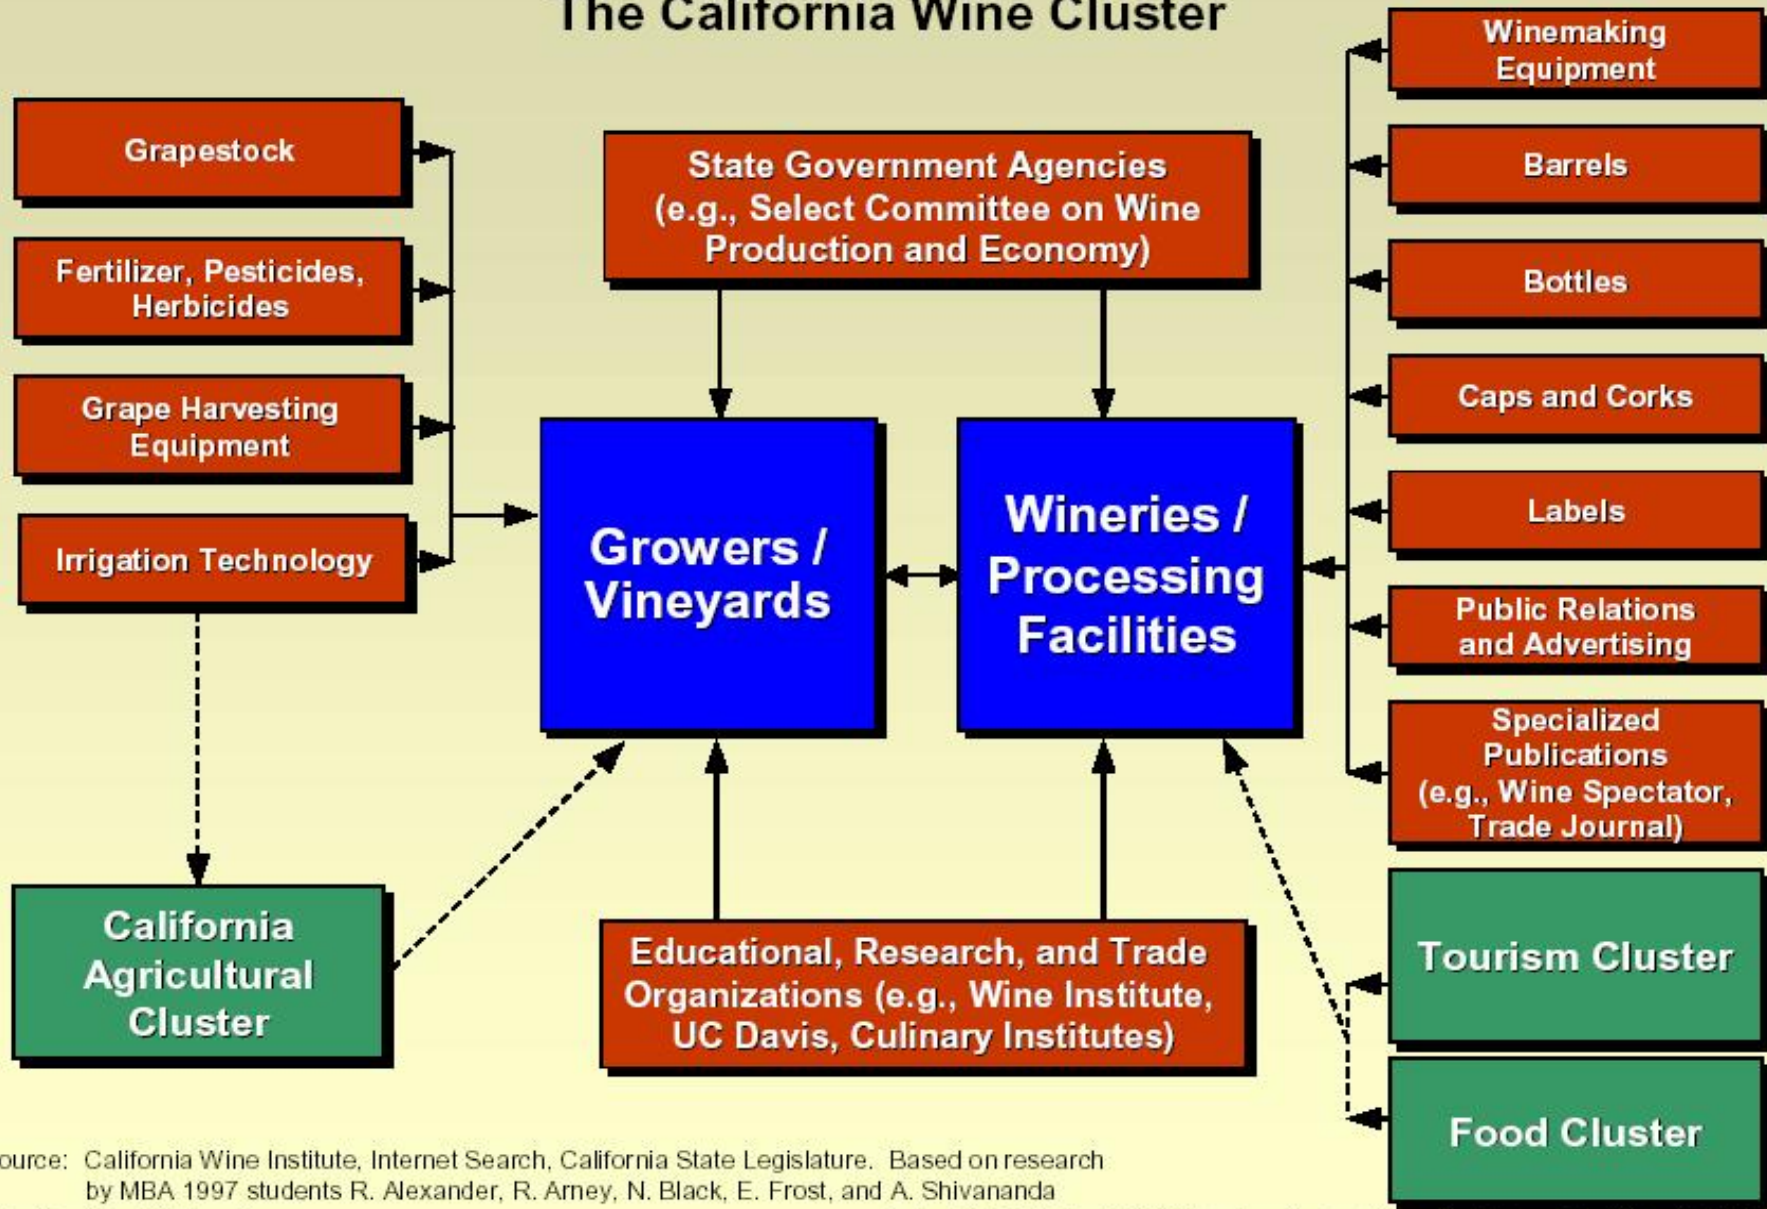 The California Wine Cluster
Grapestock
Fertilizer, Pesticides,
Herbicides
Grape Harvesting
Equipment
Irrigation Technology
State Government Agencies
(e.g., Select Committee on Wine
Production and Economy)
Growers /
Vineyards
Wineries /
Processing
Facilities
Winemaking
Equipment
Barrels
Bottles
Caps and Corks
Labels
Public Relations
and Advertising
Specialized
Publications
(e.g., Wine Spectator,
Trade Journal)
California
Agricultural
Cluster
Educational, Research, and Trade
Organizations (e.g., Wine Institute,
UC Davis, Culinary Institutes)
Tourism Cluster
Food Cluster
ource: California Wine Institute, Internet Search, California State Legislature. Based on research
by MBA 1997 students R. Alexander, R. Arney, N. Black, E. Frost, and A. Shivananda